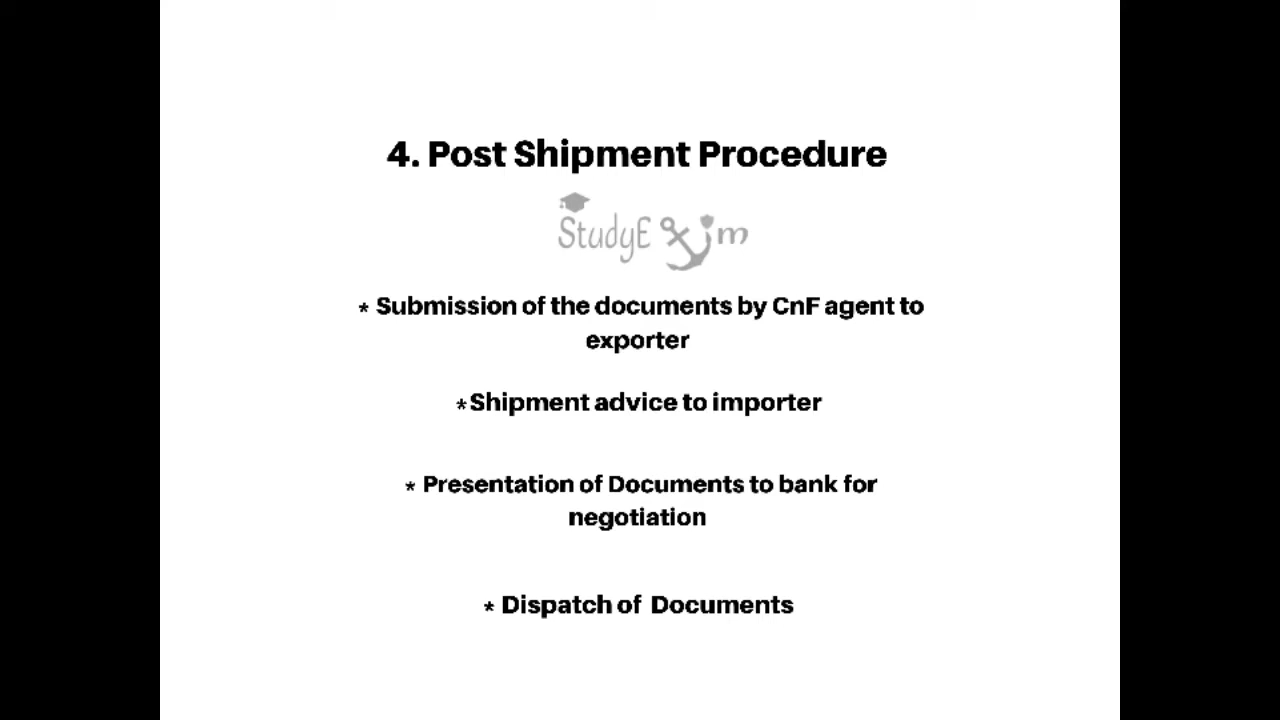 4. Post Shipment Procedure
StudyExim
* Submission of the documents by CnF agent to
exporter
*Shipment advice to importer
* Presentation of Documents to bank for
negotiation
* Dispatch of Documents